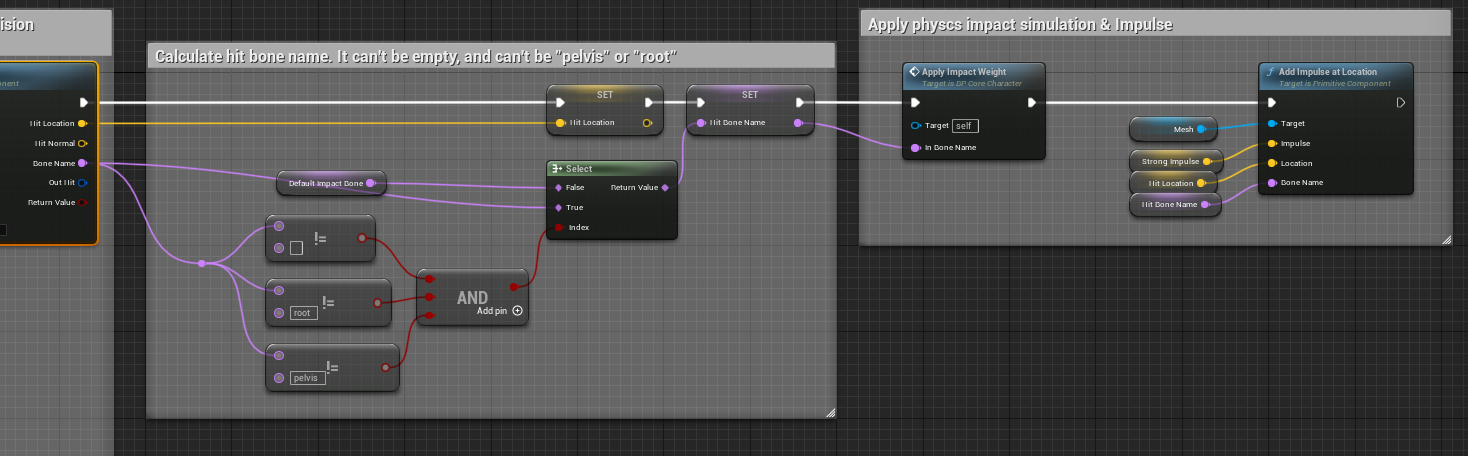 ision
onent
Hit Location
Hit Normal
Bone Name
Out Hit
Return Value
Calculate hit bone name. It can't be empty, and can't be "pelvis" or "root"
SET
Hit Location
SET
Hit Bone Name
Default Impact Bone
Select
False
Return Value
True
Index
!=
!=
root
!=
pelvis
AND
Add pin
Apply physcs impact simulation & Impulse
Apply Impact Weight
Target is BP Core Character
Target
self
In Bone Name
Mesh
Strong Impulse
Hit Location
Hit Bone Name
f Add Impulse at Location
Target is Primitive Component
Target
Impulse
Location
Bone Name